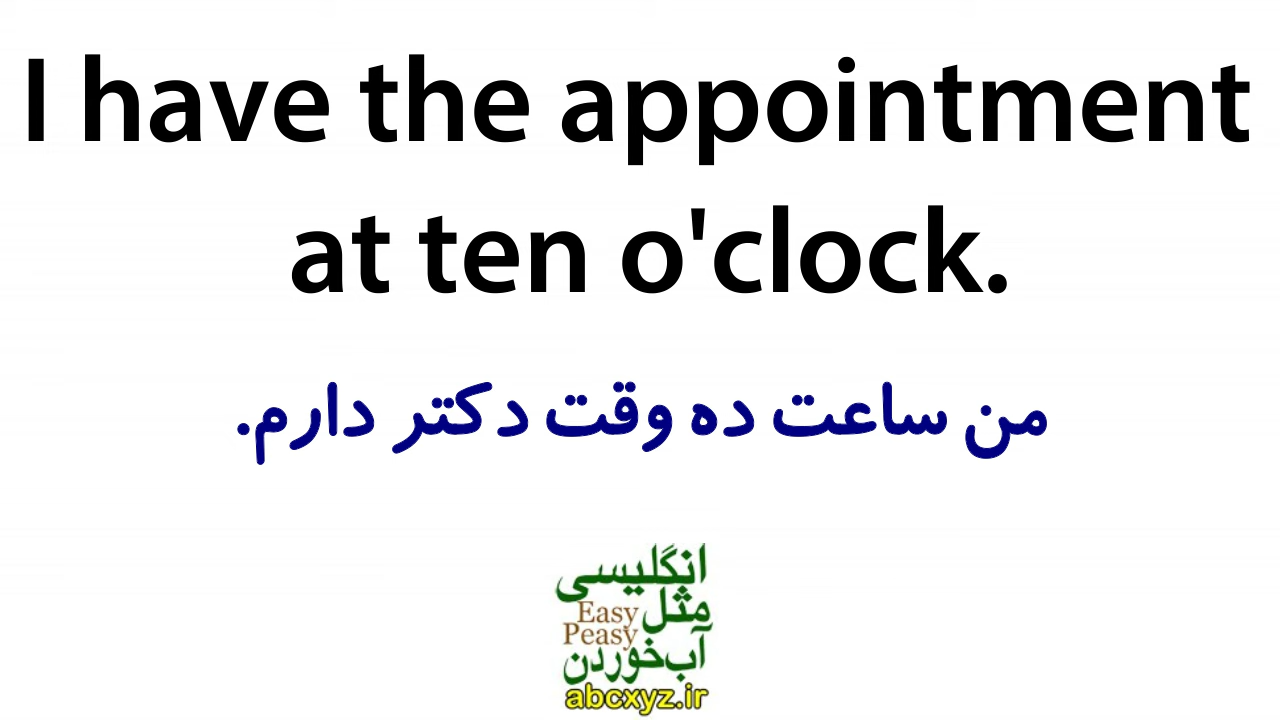 I have the appointment
at ten o'clock.
من ساعت ده وقت دکتر دارم.
انگلیسی
مثل
Easy
Peasy
آب‌خوردن
abcxyz.ir